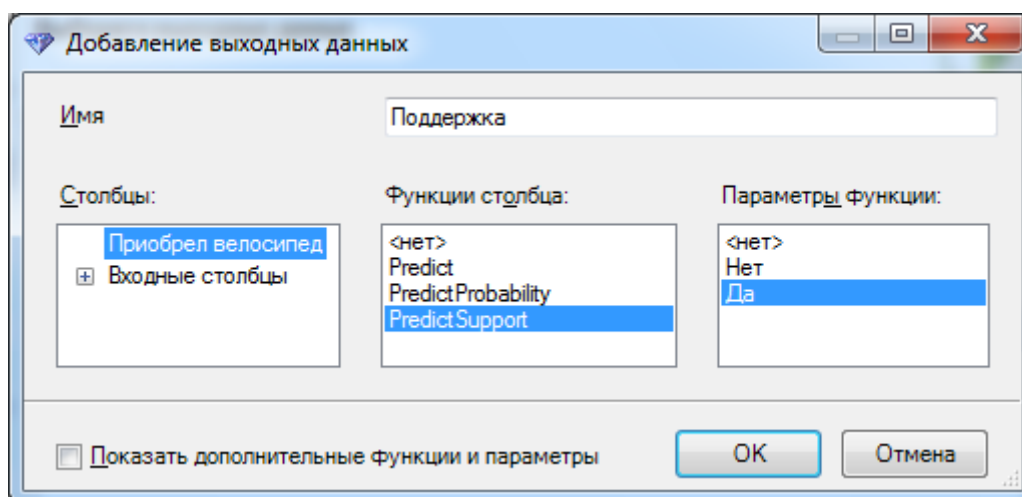 Добавление выходных данных
Имя
Поддержка
Столбцы:
Приобрел велосипед
Входные столбцы
Функции столбца:
<нет>
Predict
PredictProbability
PredictSupport
Параметры функции:
<нет>
Нет
Да
Показать дополнительные функции и параметры
OK
Отмена